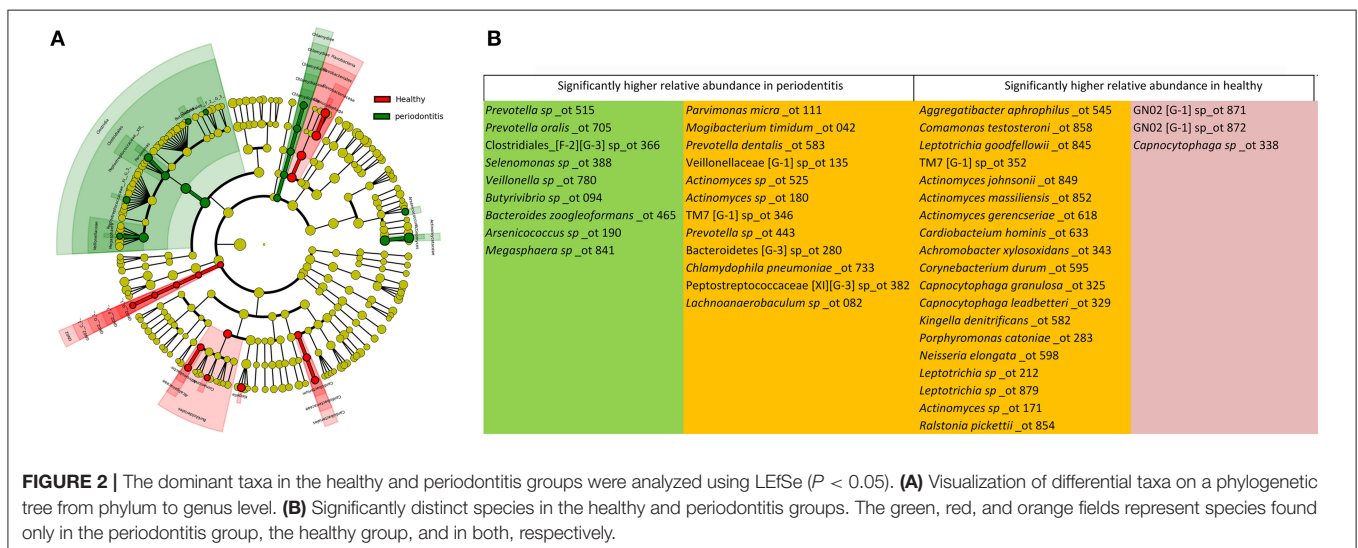 A
B
Healthy
periodontitis
Significantly higher relative abundance in periodentitis
Significantly higher relative abundance in healthy
Prevotella sp _ot 515
Prevotella oralis _ot 705
Clostridiales_[F-2][G-3] sp_ot 366
Selenomonas sp _ot 388
Veillonella sp _ot 780
Butyrivibrio sp _ot 094
Bacteroides zoogleoformans _ot 465
Arsenicococcus sp _ot 190
Megasphaera sp _ot 841
Parvimonas micra _ot 111
Mogibacterium timidum _ot 042
Prevotella dentalis _ot 583
Veillonellaceae [G-1] sp_ot 135
Actinomyces sp _ot 525
Actinomyces sp _ot 180
TM7 [G-1] sp_ot 346
Prevotella sp _ot 443
Bacteroidetes [G-3] sp_ot 280
Chlamydophila pneumoniae _ot 733
Peptostreptococcaceae [XI][G-3] sp_ot 382
Lachnoanaerobaculum sp _ot 082
Aggregatibacter aphrophilus _ot 545
Comamonas testosteroni _ot 858
Leptotrichia goodfellowii _ot 845
TM7 [G-1] sp_ot 352
Actinomyces johnsonii _ot 849
Actinomyces massiliensis _ot 852
Actinomyces gerencseriae _ot 618
Cardiobacteium hominis _ot 633
Achromobacter xylosoxidans _ot 343
Corynebacterium durum _ot 595
Capnocytophaga granulosa _ot 325
Capnocytophaga leadbetteri _ot 329
Kingella denitrificans _ot 582
Porphyromonas catoniae _ot 283
Neisseria elongata _ot 598
Leptotrichia sp _ot 212
Leptotrichia sp _ot 879
Actinomyces sp _ot 171
Ralstonia pickettii _ot 854
GN02 [G-1] sp_ot 871
GN02 [G-1] sp_ot 872
Capnocytophaga sp _ot 338
FIGURE 2 | The dominant taxa in the healthy and periodontitis groups were analyzed using LEfSe (P < 0.05). (A) Visualization of differential taxa on a phylogenetic
tree from phylum to genus level. (B) Significantly distinct species in the healthy and periodontitis groups. The green, red, and orange fields represent species found
only in the periodontitis group, the healthy group, and in both, respectively.